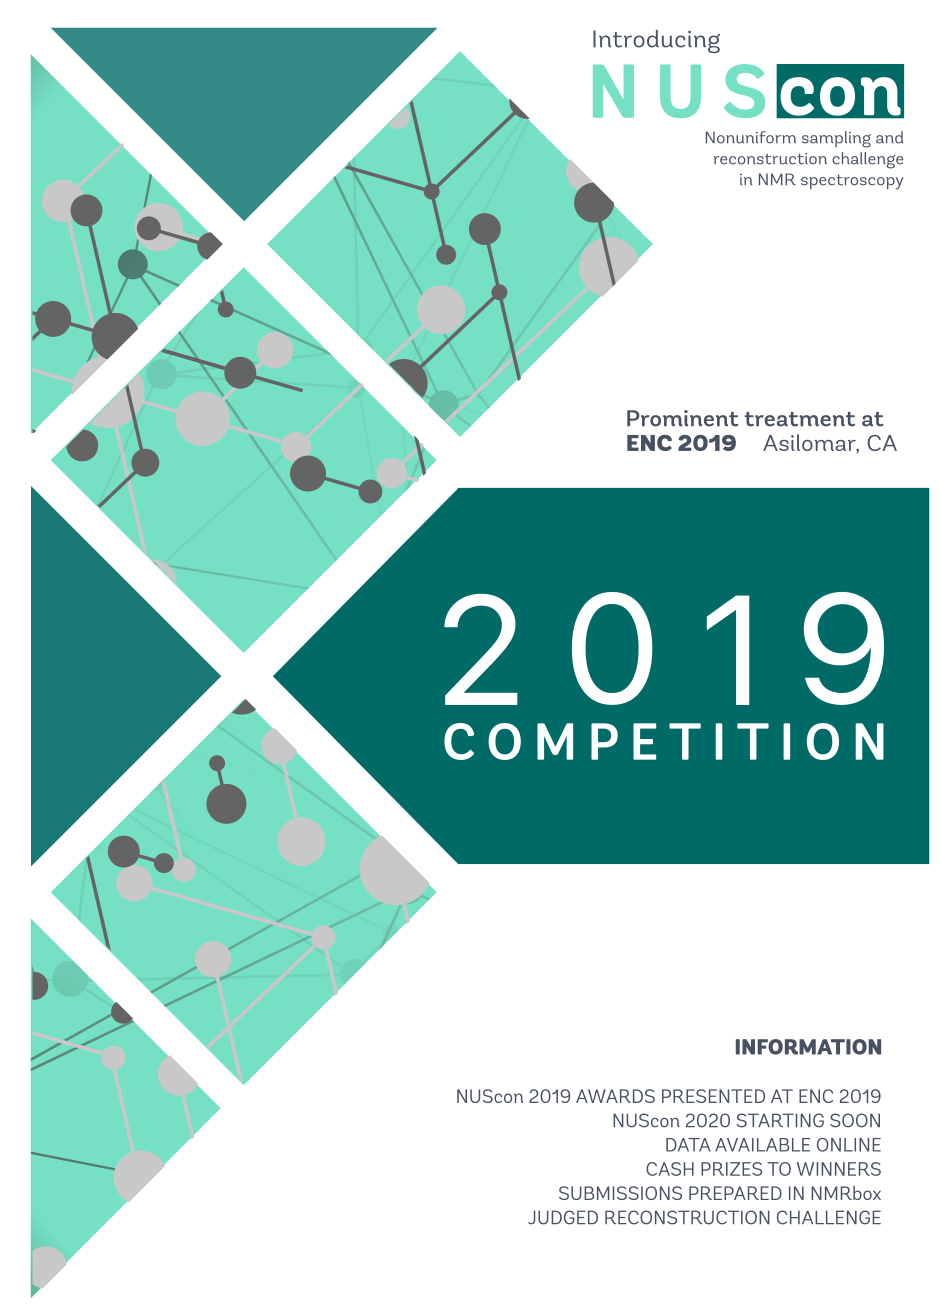 Introducing
NUScon
Nonuniform sampling and
reconstruction challenge
in NMR spectroscopy
Prominent treatment at
ENC 2019 Asilomar, CA
2019
COMPETITION
INFORMATION
NUScon 2019 AWARDS PRESENTED AT ENC 2019
NUScon 2020 STARTING SOON
DATA AVAILABLE ONLINE
CASH PRIZES TO WINNERS
SUBMISSIONS PREPARED IN NMRbox
JUDGED RECONSTRUCTION CHALLENGE